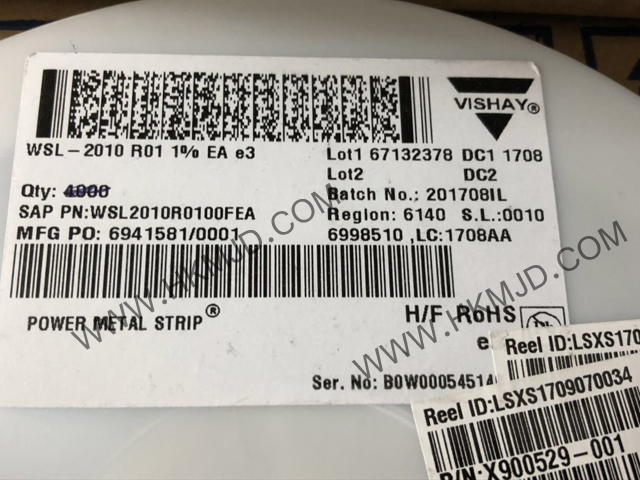 VISHAY®
WSL-2010 R01 1% EA e3
Lot1 67132378 DC1 1708
Lot2 DC2
Qty: 4000
Batch No.: 201708IL
SAP PN:WSL2010R0100FEA
Region: 6140 S.L.:0010
MFG PO: 6941581/0001
6998510 ,LC:1708AA
POWER METAL STRIP®
H/F RoHS
e
Ser. No: B0W00054514
Reel ID:LSXS170
Reel ID:LSXS1709070034
P/N:X900529-001
WWW.HKMJD.COM
WWW.HKMJD.COM